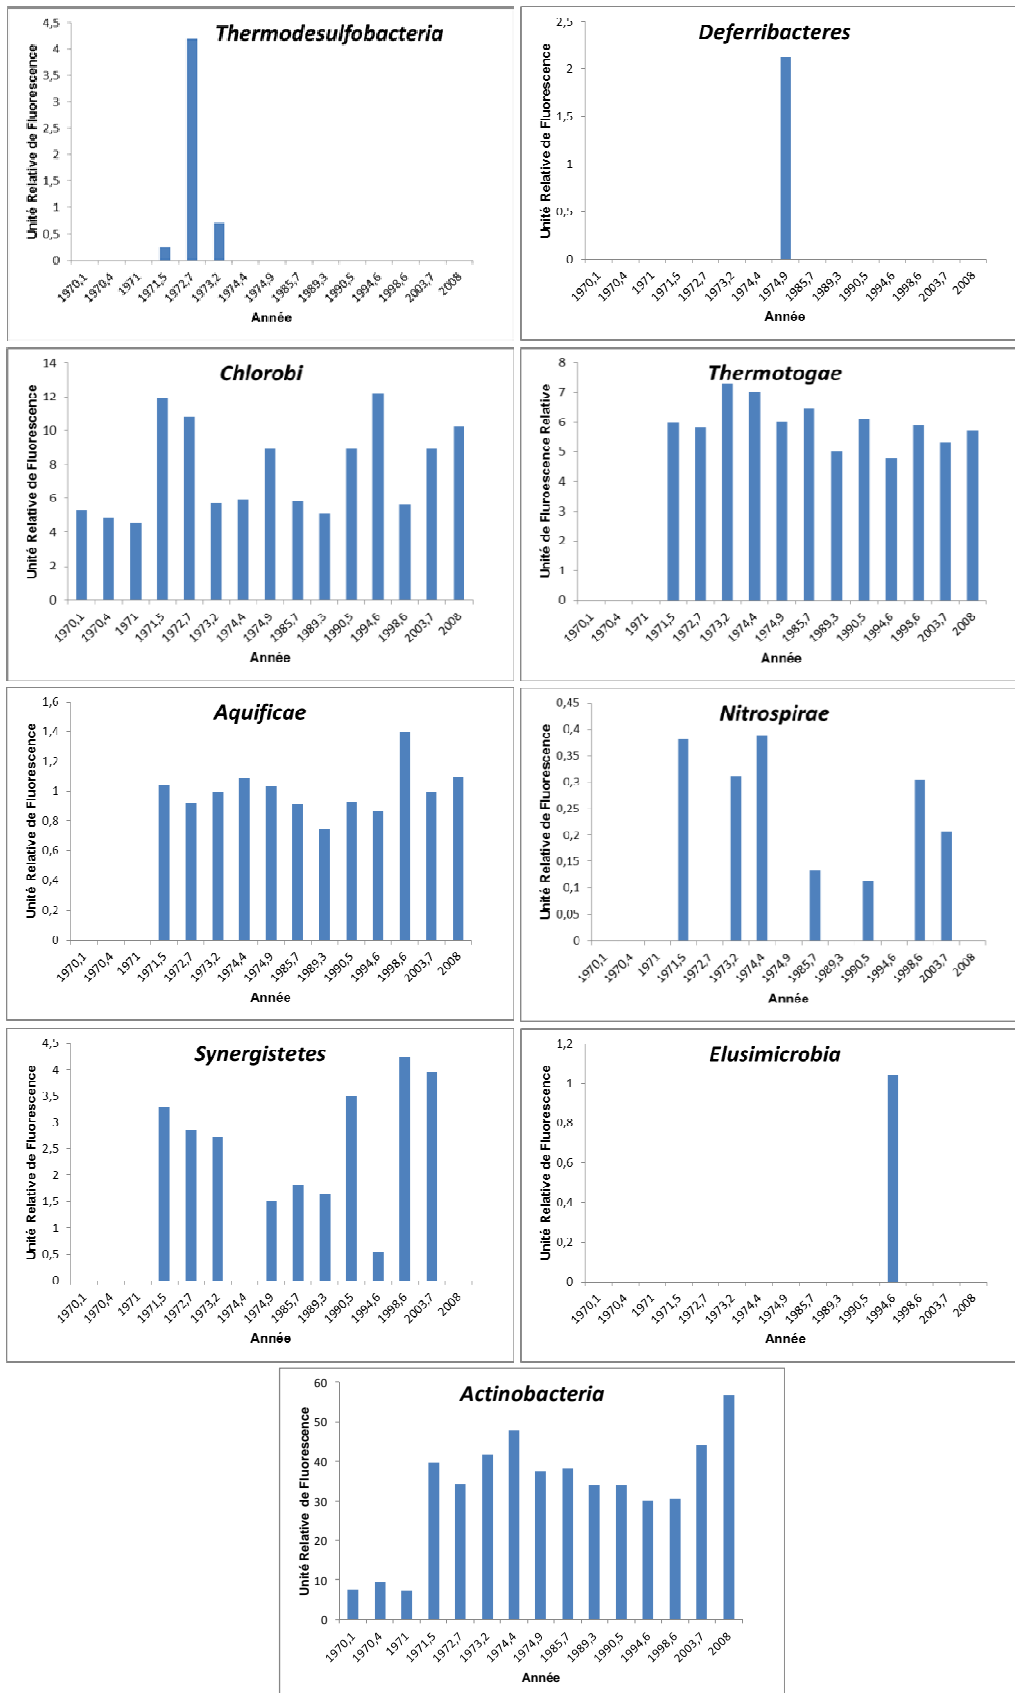 Thermodesulfobacteria
Unité Relative de Fluorescence
4,5
4
3,5
3
2,5
2
1,5
1
0,5
0
1970,1 1970,4 1971 1971,5 1972,7 1973,2 1974,4 1974,9 1985,7 1989,3 1990,5 1994,6 1998,6 2003,7 2008
Année
Deferribacteres
Unité Relative de Fluorescence
2,5
2
1,5
1
0,5
0
1970,1 1970,4 1971 1971,5 1972,7 1973,2 1974,4 1974,9 1985,7 1989,3 1990,5 1994,6 1998,6 2003,7 2008
Année
Chlorobi
Unité Relative de Fluorescence
14
12
10
8
6
4
2
0
1970,1 1970,4 1971 1971,5 1972,7 1973,2 1974,4 1974,9 1985,7 1989,3 1990,5 1994,6 1998,6 2003,7 2008
Année
Thermotogae
Unité de Fluroescence Relative
8
7
6
5
4
3
2
1
0
1970,1 1970,4 1971 1971,5 1972,7 1973,2 1974,4 1974,9 1985,7 1989,3 1990,5 1994,6 1998,6 2003,7 2008
Année
Aquificae
Unité Relative de Fluorescence
1,6
1,4
1,2
1
0,8
0,6
0,4
0,2
0
1970,1 1970,4 1971 1971,5 1972,7 1973,2 1974,4 1974,9 1985,7 1989,3 1990,5 1994,6 1998,6 2003,7 2008
Année
Nitrospirae
Unité Relative de Fluorescence
0,45
0,4
0,35
0,3
0,25
0,2
0,15
0,1
0,05
0
1970,1 1970,4 1971 1971,5 1972,7 1973,2 1974,4 1974,9 1985,7 1989,3 1990,5 1994,6 1998,6 2003,7 2008
Année
Synergistetes
Unité Relative de Fluorescence
4,5
4
3,5
3
2,5
2
1,5
1
0,5
0
1970,1 1970,4 1971 1971,5 1972,7 1973,2 1974,4 1974,9 1985,7 1989,3 1990,5 1994,6 1998,6 2003,7 2008
Année
Elusimicrobia
Unité Relative de Fluorescence
1,2
1
0,8
0,6
0,4
0,2
0
1970,1 1970,4 1971 1971,5 1972,7 1973,2 1974,4 1974,9 1985,7 1989,3 1990,5 1994,6 1998,6 2003,7 2008
Année
Actinobacteria
Unité Relative de Fluorescence
60
50
40
30
20
10
0
1970,1 1970,4 1971 1971,5 1972,7 1973,2 1974,4 1974,9 1985,7 1989,3 1990,5 1994,6 1998,6 2003,7 2008
Année